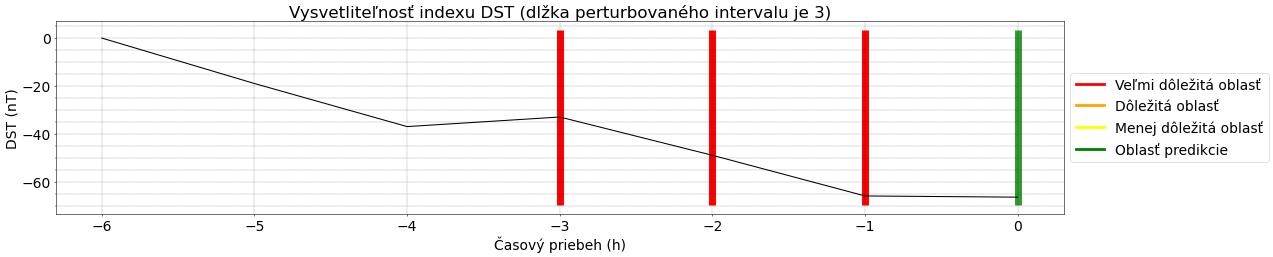 Vysvetliteľnosť indexu DST (dĺžka perturbovaného intervalu je 3)
DST (nT)
0
−20
−40
−60
−6 −5 −4 −3 −2 −1 0
Časový priebeh (h)
Veľmi dôležitá oblasť
Dôležitá oblasť
Menej dôležitá oblasť
Oblasť predikcie